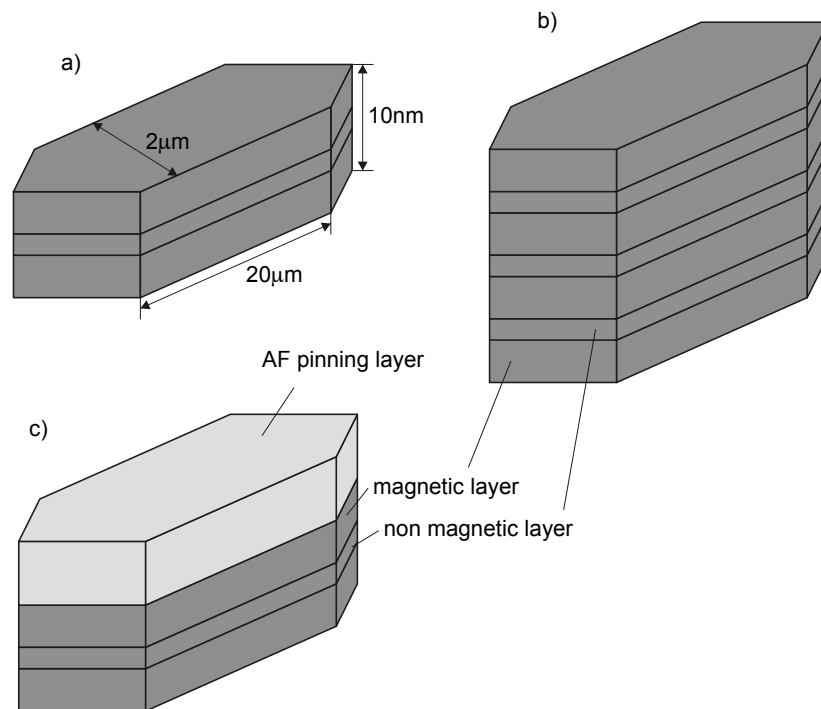 a)
2μm
20μm
10nm
b)
AF pinning layer
c)
magnetic layer
non magnetic layer